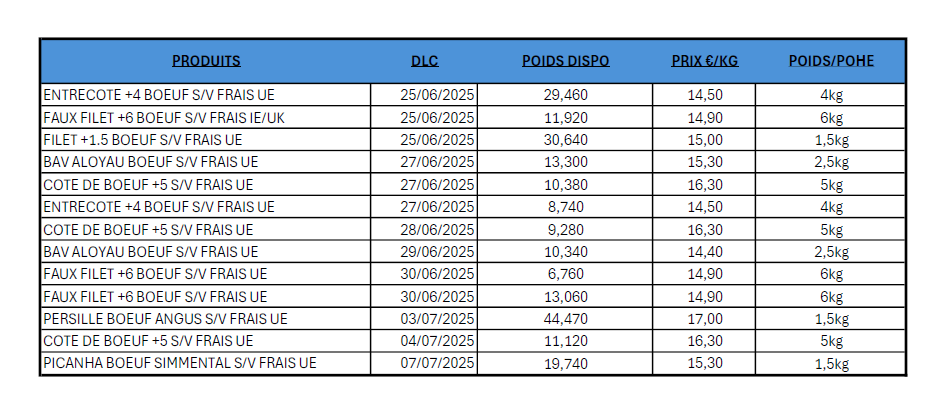 PRODUITS DLC POIDS DISPO PRIX €/KG POIDS/POHE
ENTRECOTE +4 BOEUF S/V FRAIS UE 25/06/2025 29,460 14,50 4kg
FAUX FILET +6 BOEUF S/V FRAIS IE/UK 25/06/2025 11,920 14,90 6kg
FILET +1.5 BOEUF S/V FRAIS UE 25/06/2025 30,640 15,00 1,5kg
BAV ALOYAU BOEUF S/V FRAIS UE 27/06/2025 13,300 15,30 2,5kg
COTE DE BOEUF +5 S/V FRAIS UE 27/06/2025 10,380 16,30 5kg
ENTRECOTE +4 BOEUF S/V FRAIS UE 27/06/2025 8,740 14,50 4kg
COTE DE BOEUF +5 S/V FRAIS UE 28/06/2025 9,280 16,30 5kg
BAV ALOYAU BOEUF S/V FRAIS UE 29/06/2025 10,340 14,40 2,5kg
FAUX FILET +6 BOEUF S/V FRAIS UE 30/06/2025 6,760 14,90 6kg
FAUX FILET +6 BOEUF S/V FRAIS UE 30/06/2025 13,060 14,90 6kg
PERSILLE BOEUF ANGUS S/V FRAIS UE 03/07/2025 44,470 17,00 1,5kg
COTE DE BOEUF +5 S/V FRAIS UE 04/07/2025 11,120 16,30 5kg
PICANHA BOEUF SIMMENTAL S/V FRAIS UE 07/07/2025 19,740 15,30 1,5kg